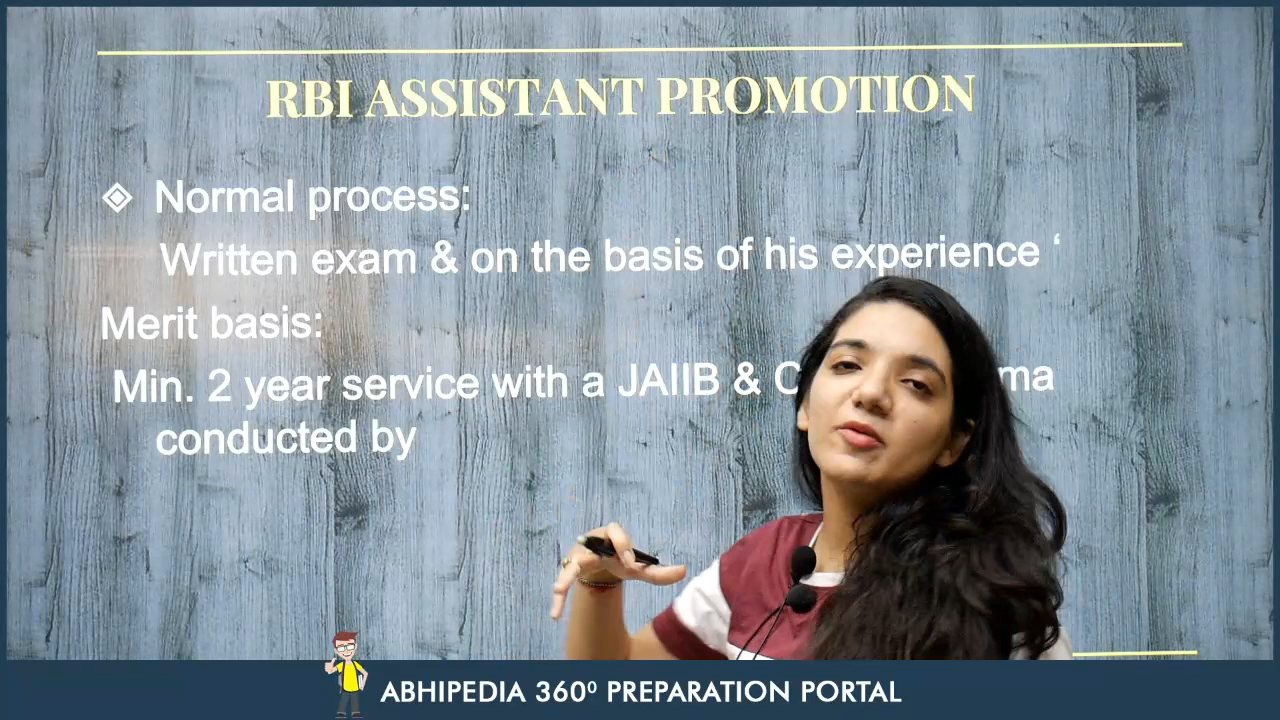 RBI ASSISTANT PROMOTION
Normal process:
Written exam & on the basis of his experience ‘
Merit basis:
Min. 2 year service with a JAIIB &
conducted by
ABHIPEDIA 360⁰ PREPARATION PORTAL